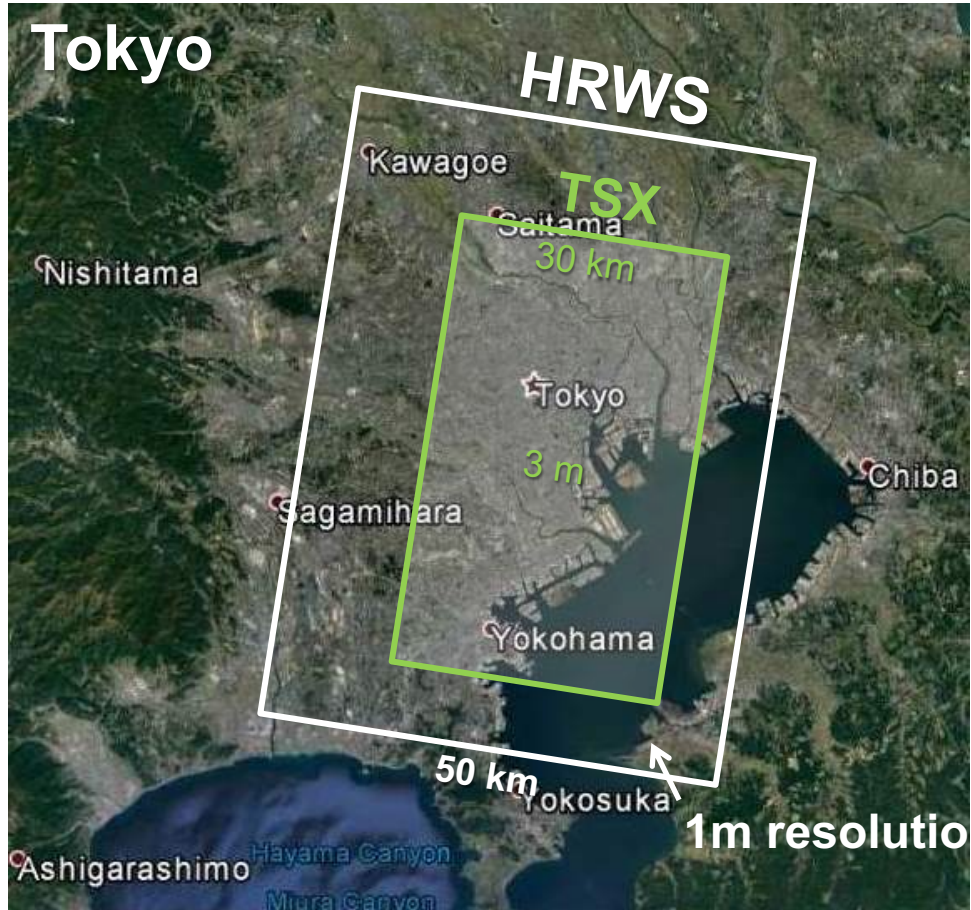 Tokyo
HRWS
Kawagoe
TSX
Saitama
30 km
Nishitama
Tokyo
3 m
Chiba
Sagamihara
Yokohama
50 km
Yokosuka
1m resolutio
Hayama Canyon
Ashigarashimo
Miura Canyon